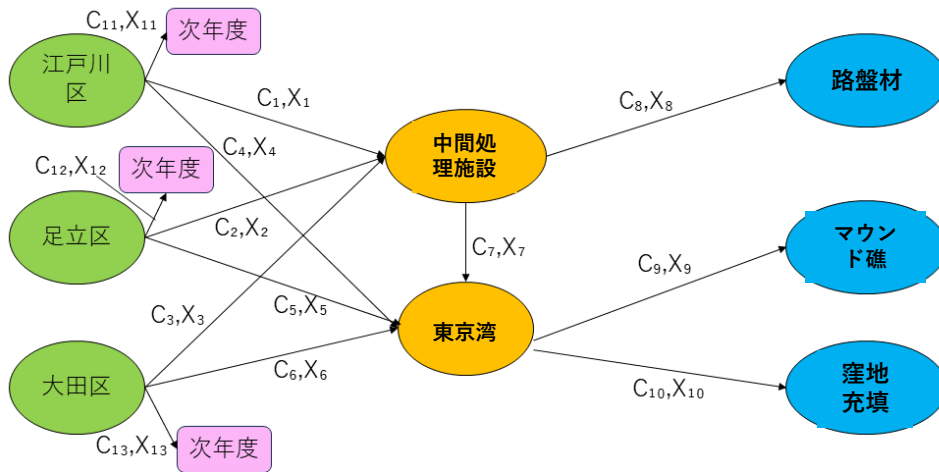 C₁₁,X₁₁
次年度
江戸川
区
C₁,X₁
C₈,X₈
路盤材
C₄,X₄
中間処
理施設
C₁₂,X₁₂
次年度
足立区
C₂,X₂
C₇,X₇
マウン
ド礁
C₉,X₉
C₃,X₃
C₅,X₅
東京湾
大田区
C₆,X₆
C₁₀,X₁₀
窪地
充填
C₁₃,X₁₃
次年度